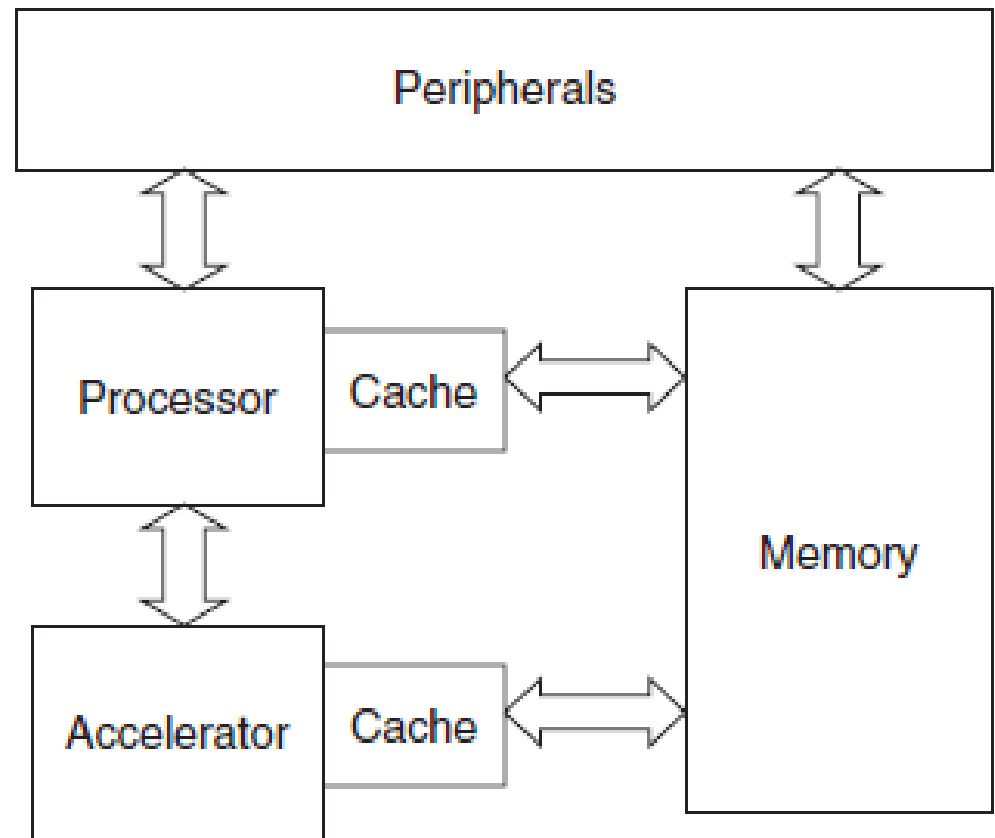 Peripherals
Processor
Cache
Memory
Accelerator
Cache